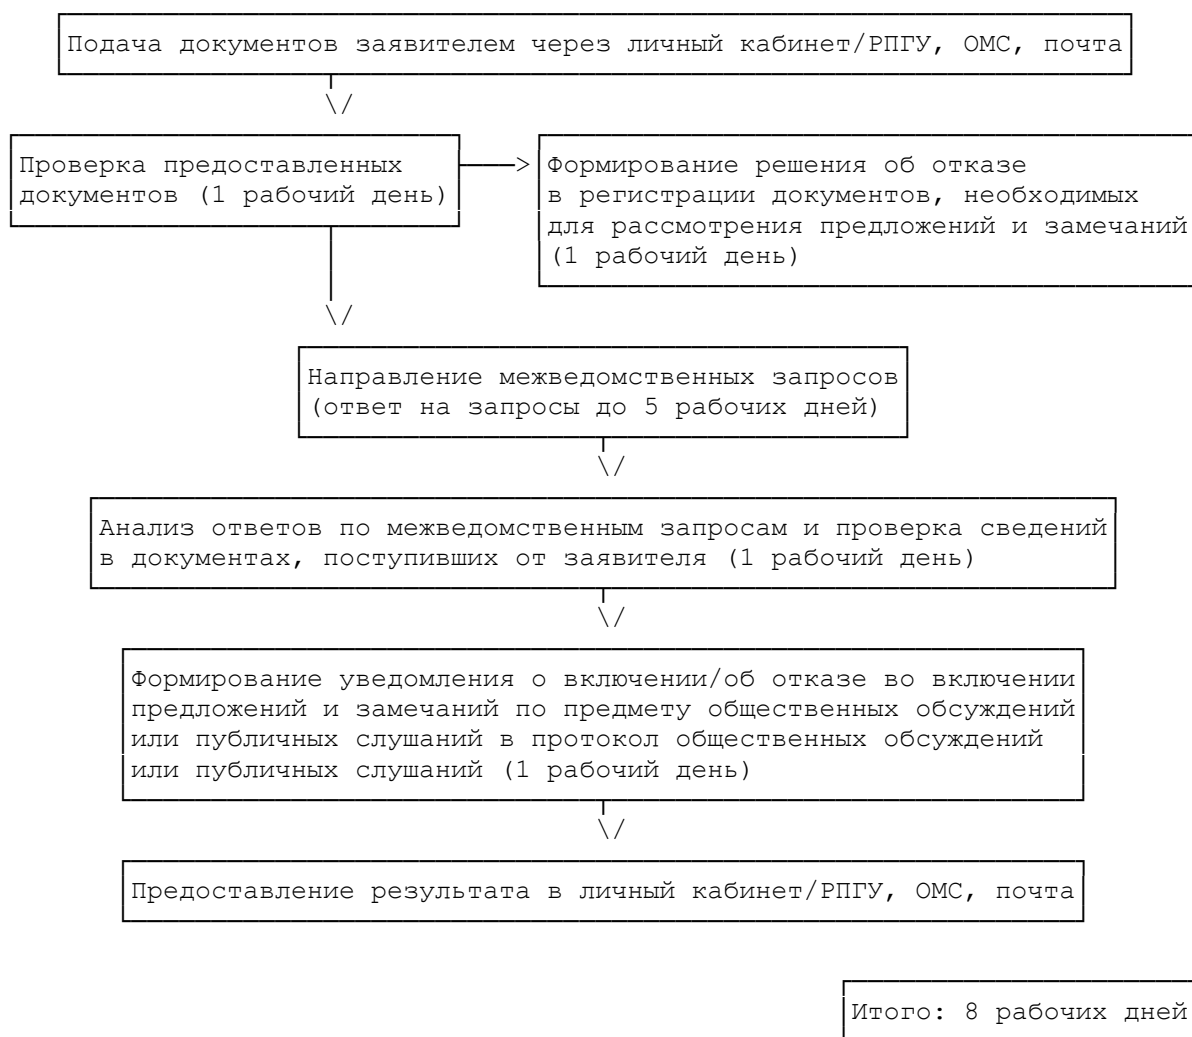 Подача документов заявителем через личный кабинет/РПГУ, ОМС, почта
Проверка предоставленных
документов (1 рабочий день)
Формирование решения об отказе
в регистрации документов, необходимых
для рассмотрения предложений и замечаний
(1 рабочий день)
Направление межведомственных запросов
(ответ на запросы до 5 рабочих дней)
Анализ ответов по межведомственным запросам и проверка сведений
в документах, поступивших от заявителя (1 рабочий день)
Формирование уведомления о включении/об отказе во включении
предложений и замечаний по предмету общественных обсуждений
или публичных слушаний в протокол общественных обсуждений
или публичных слушаний (1 рабочий день)
Предоставление результата в личный кабинет/РПГУ, ОМС, почта
Итого: 8 рабочих дней